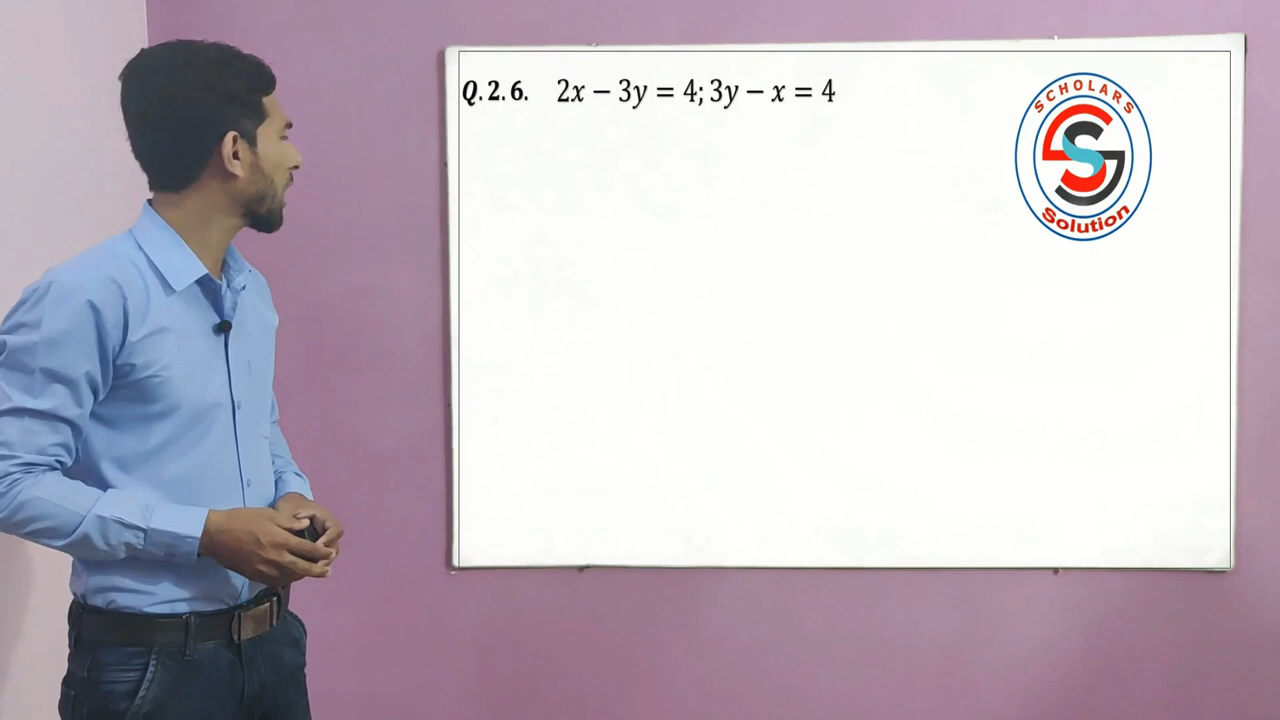 Q.2.6. 2x − 3y = 4; 3y − x = 4
SCHOLARS
Solution